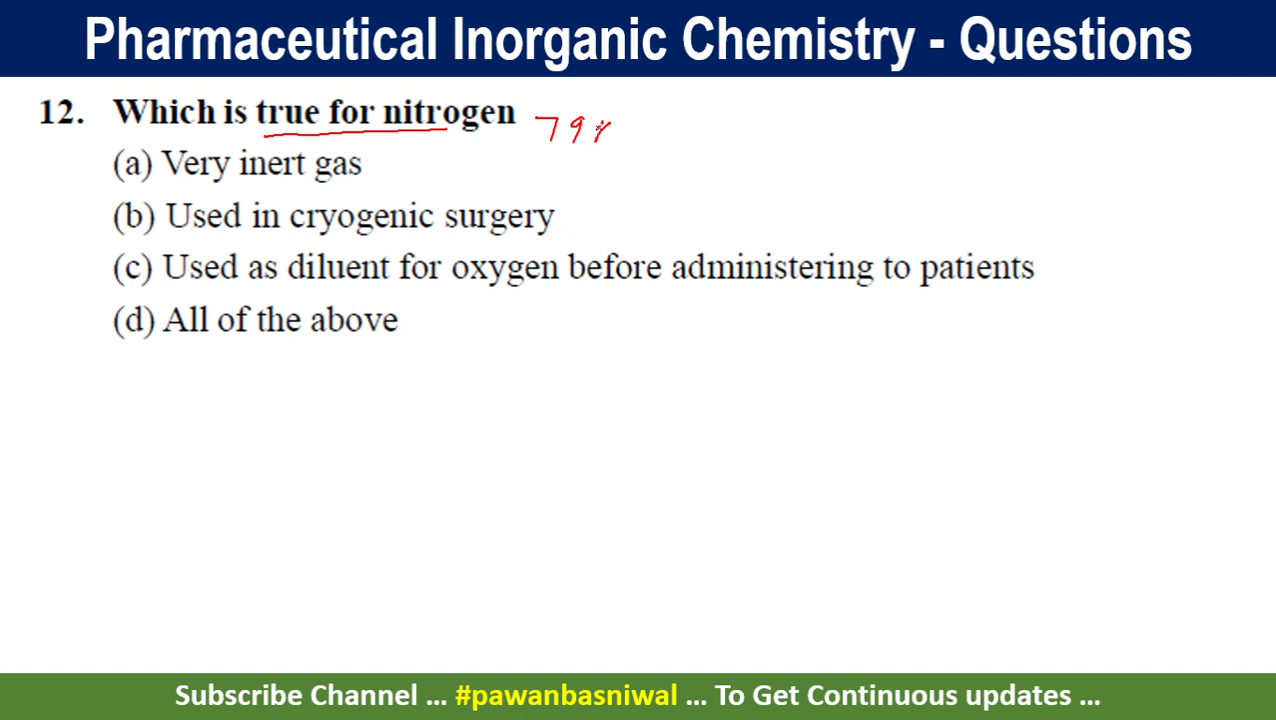 Pharmaceutical Inorganic Chemistry - Questions
12. Which is true for nitrogen 79%
(a) Very inert gas
(b) Used in cryogenic surgery
(c) Used as diluent for oxygen before administering to patients
(d) All of the above
Subscribe Channel ... #pawanbasniwal ... To Get Continuous updates ...